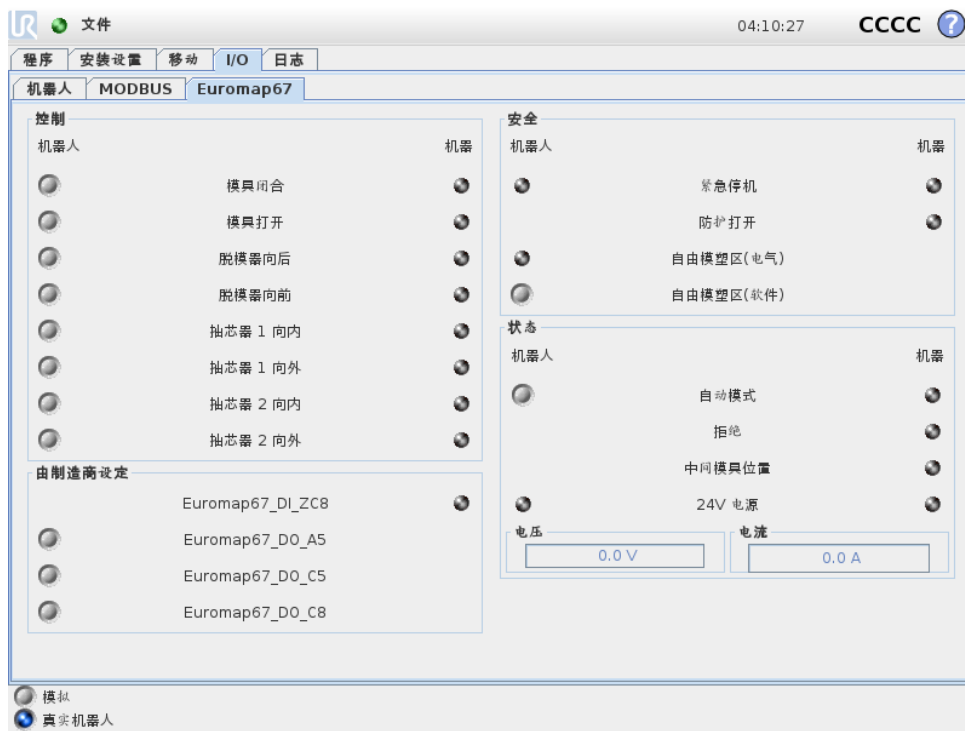 UR 文件 04:10:27 CCCC ?
程序 安装设置 移动 I/O 日志
机器人 MODBUS Euromap67
控制
机器人 机器
模具闭合
模具打开
脱模器向后
脱模器向前
抽芯器 1 向内
抽芯器 1 向外
抽芯器 2 向内
抽芯器 2 向外
由制造商设定
Euromap67_DI_ZC8
Euromap67_DO_A5
Euromap67_DO_C5
Euromap67_DO_C8
安全
机器人 机器
紧急停机
防护打开
自由模塑区(电气)
自由模塑区(软件)
状态
机器人 机器
自动模式
拒绝
中间模具位置
24V 电源
电压 电流
0.0 V 0.0 A
模拟
真实机器人